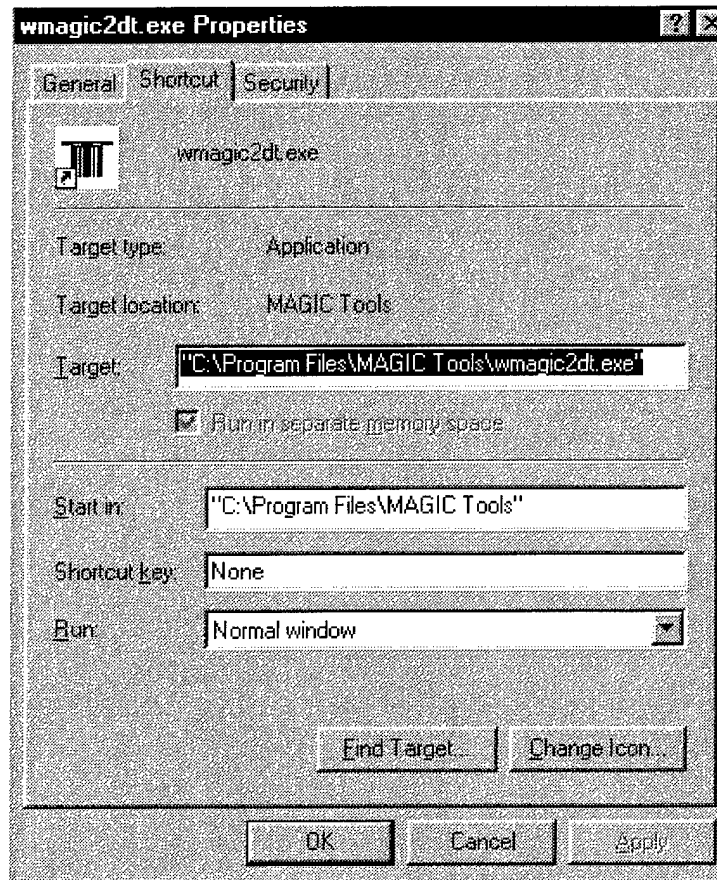 wmagic2dt.exe Properties
General Shortcut Security
wmagic2dt.exe
Target type: Application
Target location: MAGIC Tools
Target: "C:\Program Files\MAGIC Tools\wmagic2dt.exe"
Run in separate memory space
Start in: "C:\Program Files\MAGIC Tools"
Shortcut key: None
Run: Normal window
Find Target... Change Icon...
OK Cancel Apply